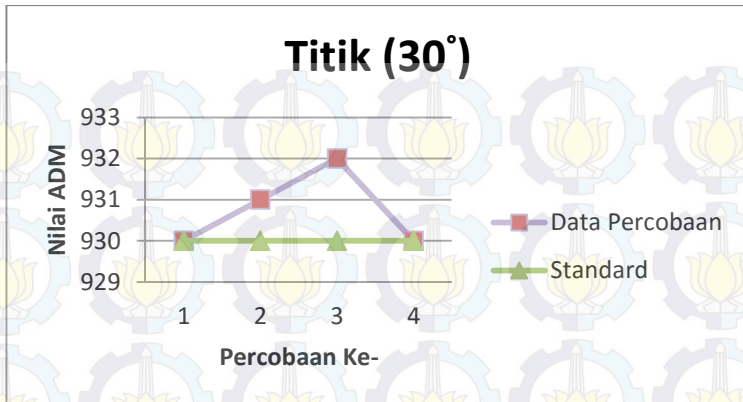 Titik (30°)
Nilai ADM
933
932
931
930
929
1 2 3 4
Percobaan Ke-
Data Percobaan
Standard